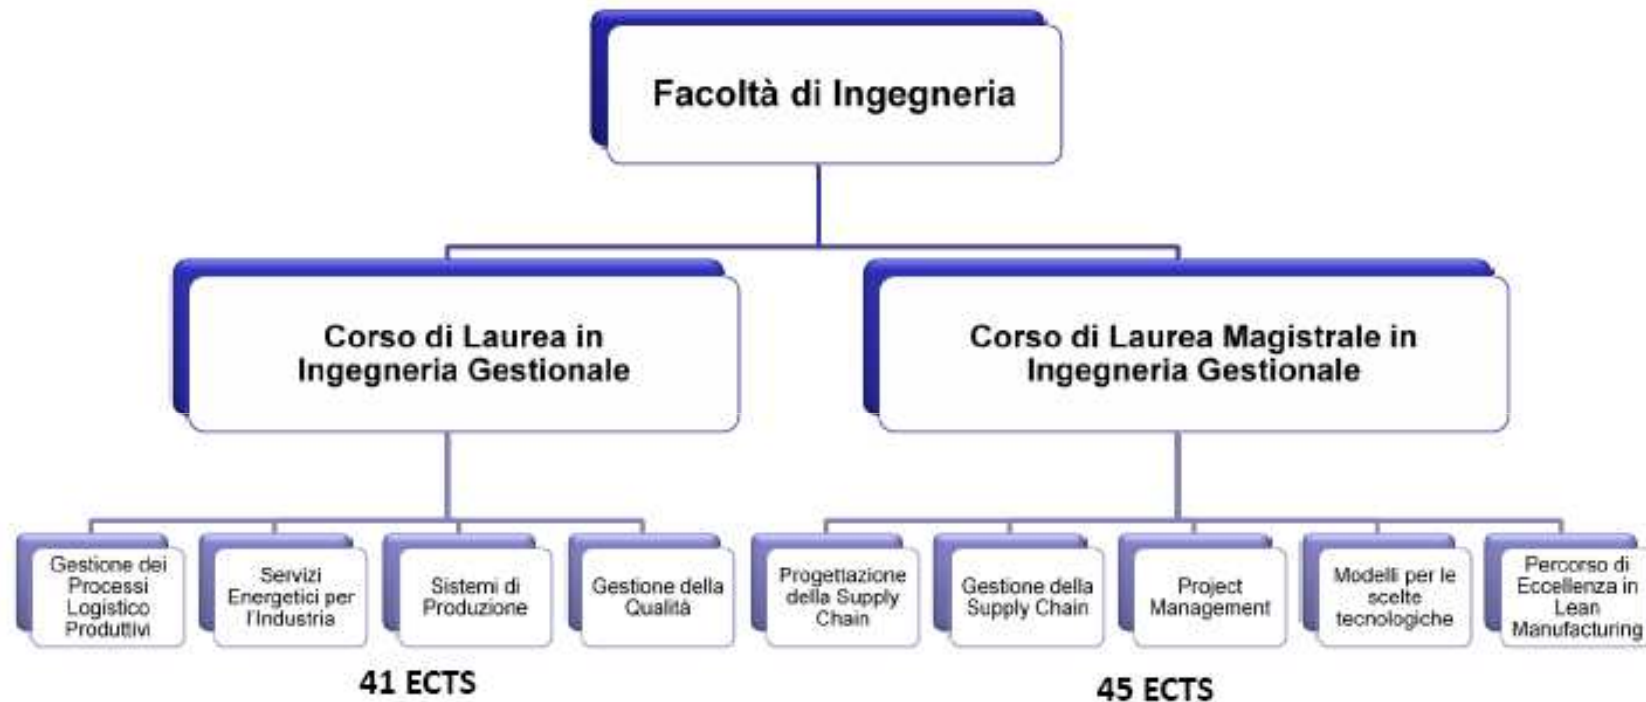 Facoltà di Ingegneria
Corso di Laurea in
Ingegneria Gestionale
Corso di Laurea Magistrale in
Ingegneria Gestionale
Gestione dei
Processi
Logistico
Produttivi
Servizi
Energetici per
l'Industria
Sistemi di
Produzione
Gestione della
Qualità
Progettazione
della Supply
Chain
Gestione della
Supply Chain
Project
Management
Modelli per le
scelte
tecnologiche
Percorso di
Eccellenza in
Lean
Manufacturing
41 ECTS
45 ECTS